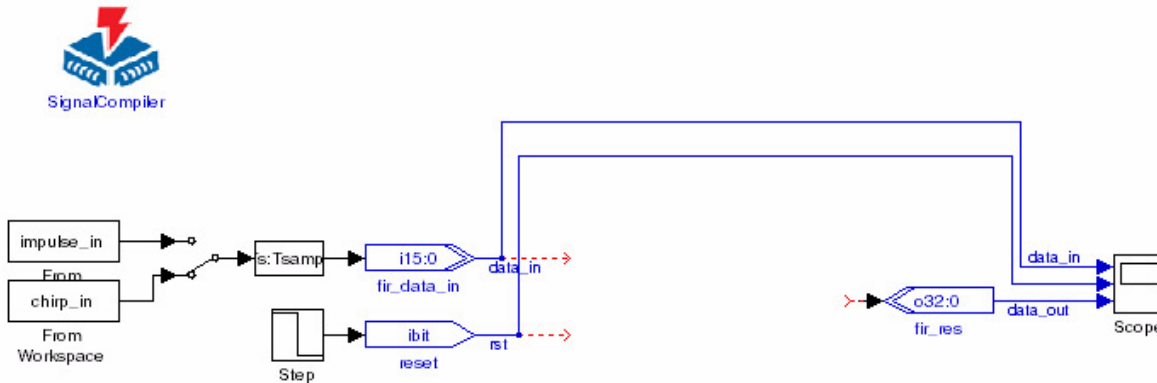 SignalCompiler
impulse_in
From
chirp_in
From
Workspace
s:Tsamp
i15:0
data_in
fir_data_in
Step
ibit
rst
reset
o32:0
fir_res
data_in
data_out
Scope